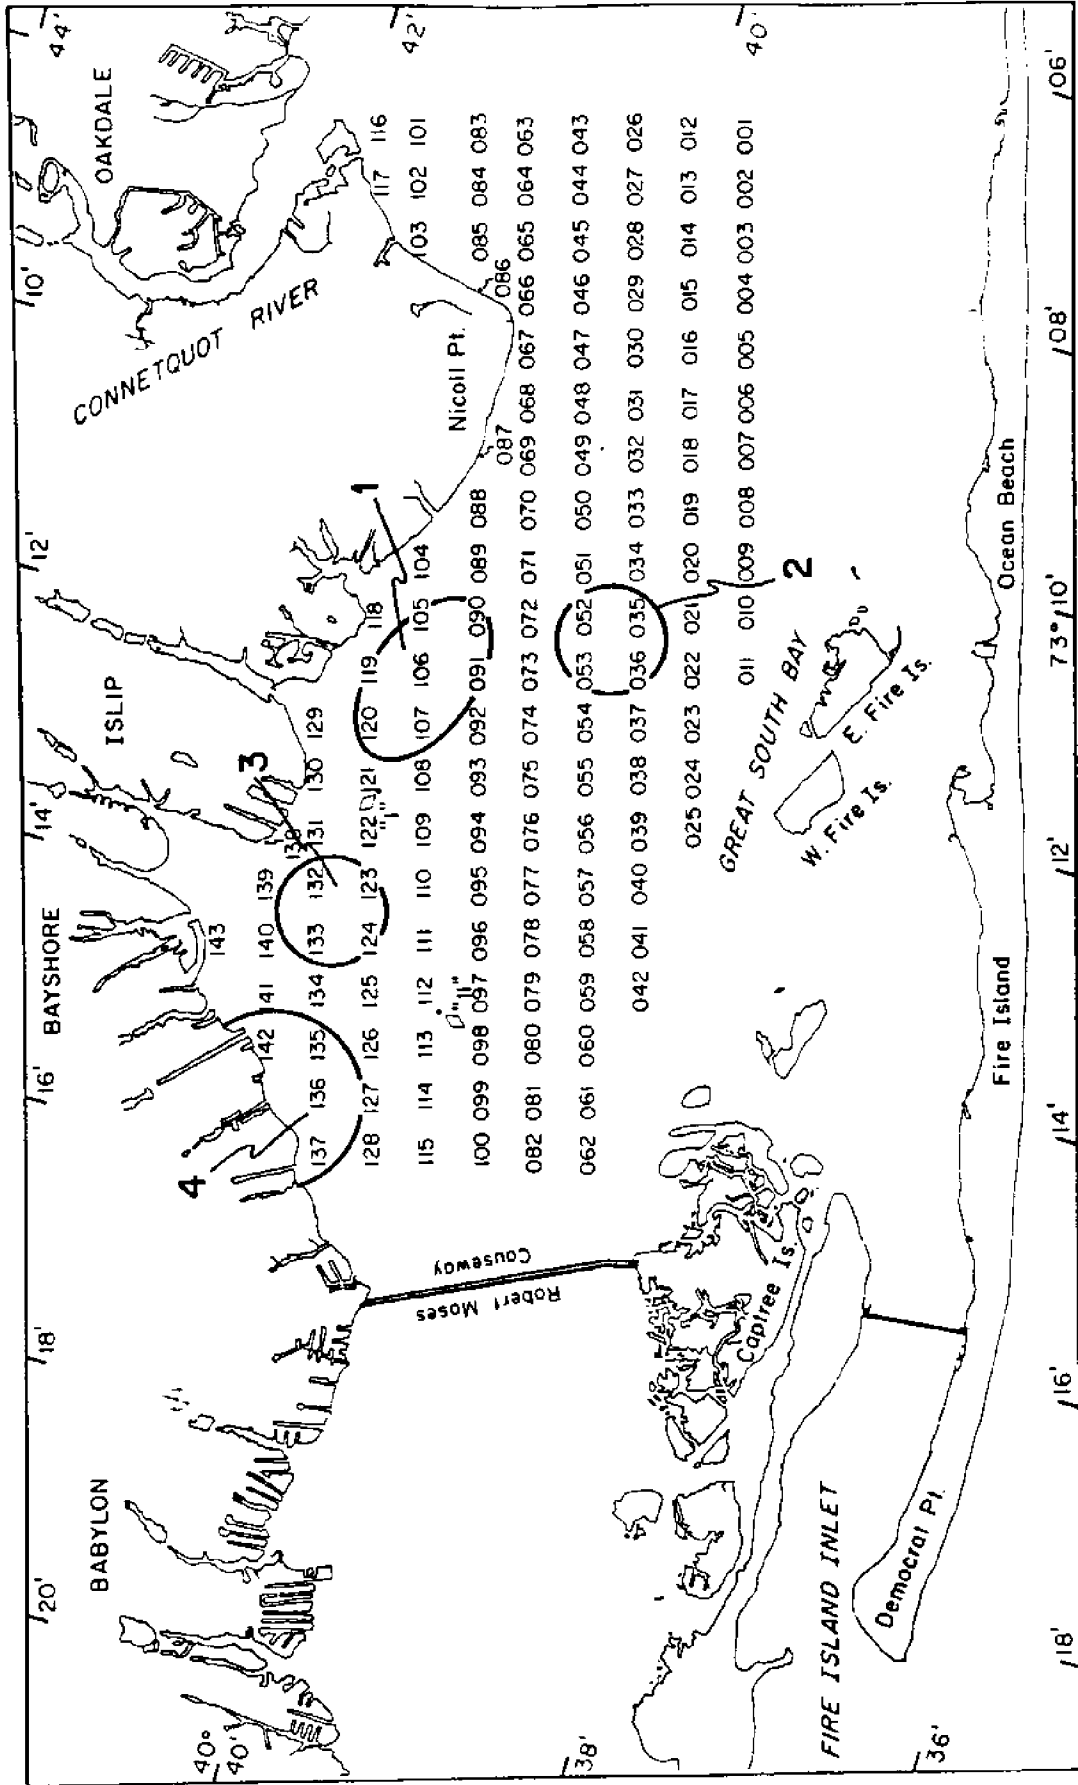 20' 18' 16' 14' 12' 10'
44'
BABYLON BAYSHORE ISLIP OAKDALE
CONNETQUOT RIVER
40°
40'
4 3 1
143
142 141 140 139 138
137 136 135 134 133 132 131 130 129
128 127 126 125 124 123 122 121 120 119 118 117 116
42'
115 114 113 112 111 110 109 108 107 106 105 104 103 102 101
Nicoll Pt.
100 099 098 097 096 095 094 093 092 091 090 089 088 087 086 085 084 083
082 081 080 079 078 077 076 075 074 073 072 071 070 069 068 067 066 065 064 063
062 061 060 059 058 057 056 055 054 053 052 051 050 049 048 047 046 045 044 043
042 041 040 039 038 037 036 035 034 033 032 031 030 029 028 027 026
025 024 023 022 021 020 019 018 017 016 015 014 013 012
011 010 009 008 007 006 005 004 003 002 001
Robert Moses
Causeway
38'
40'
2
GREAT SOUTH BAY
Captree Is.
W. Fire Is.
E. Fire Is.
FIRE ISLAND INLET
Democrat Pt.
36'
Fire Island
Ocean Beach
18' 16' 14' 12' 73°10' 08' 06'